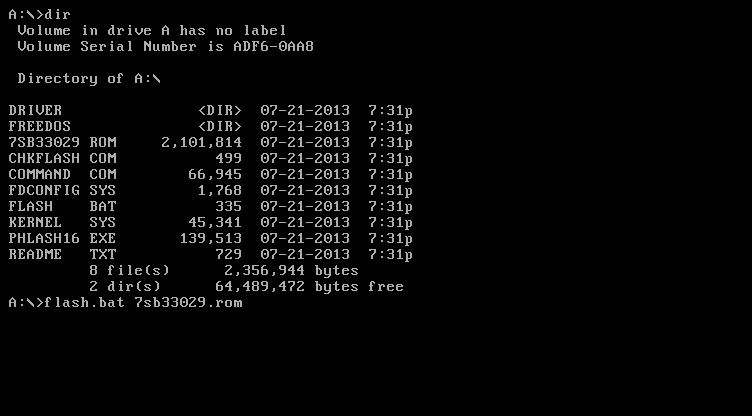 A:\>dir
 Volume in drive A has no label
 Volume Serial Number is ADF6-0AA8
 Directory of A:\
DRIVER               <DIR>  07-21-2013  7:31p
FREEDOS              <DIR>  07-21-2013  7:31p
7SB33029 ROM     2,101,814  07-21-2013  7:31p
CHKFLASH COM           499  07-21-2013  7:31p
COMMAND  COM        66,945  07-21-2013  7:31p
FDCONFIG SYS         1,768  07-21-2013  7:31p
FLASH    BAT           335  07-21-2013  7:31p
KERNEL   SYS        45,341  07-21-2013  7:31p
PHLASH16 EXE       139,513  07-21-2013  7:31p
README   TXT           729  07-21-2013  7:31p
         8 file(s)      2,356,944 bytes
         2 dir(s)      64,489,472 bytes free
A:\>flash.bat 7sb33029.rom